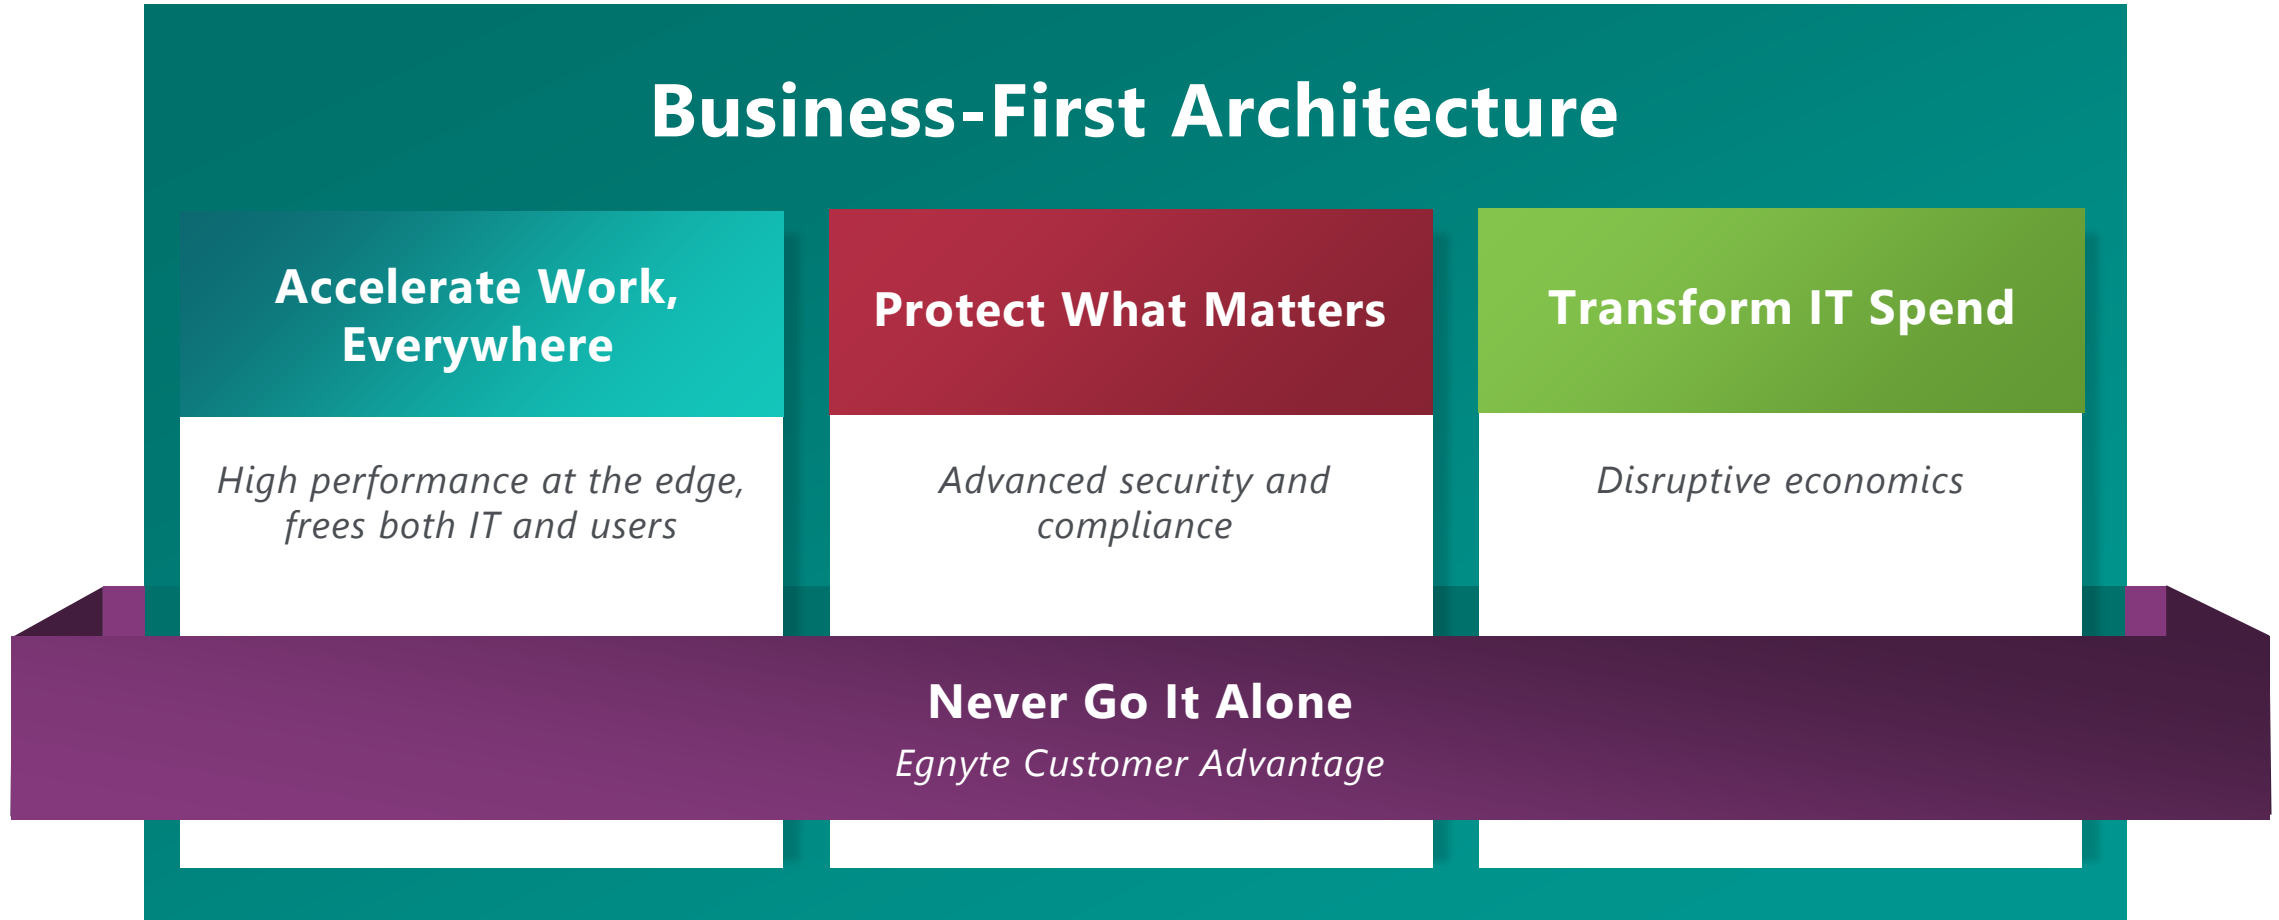 Business-First Architecture
Accelerate Work,
Everywhere
High performance at the edge,
frees both IT and users
Protect What Matters
Advanced security and
compliance
Transform IT Spend
Disruptive economics
Never Go It Alone
Egnyte Customer Advantage